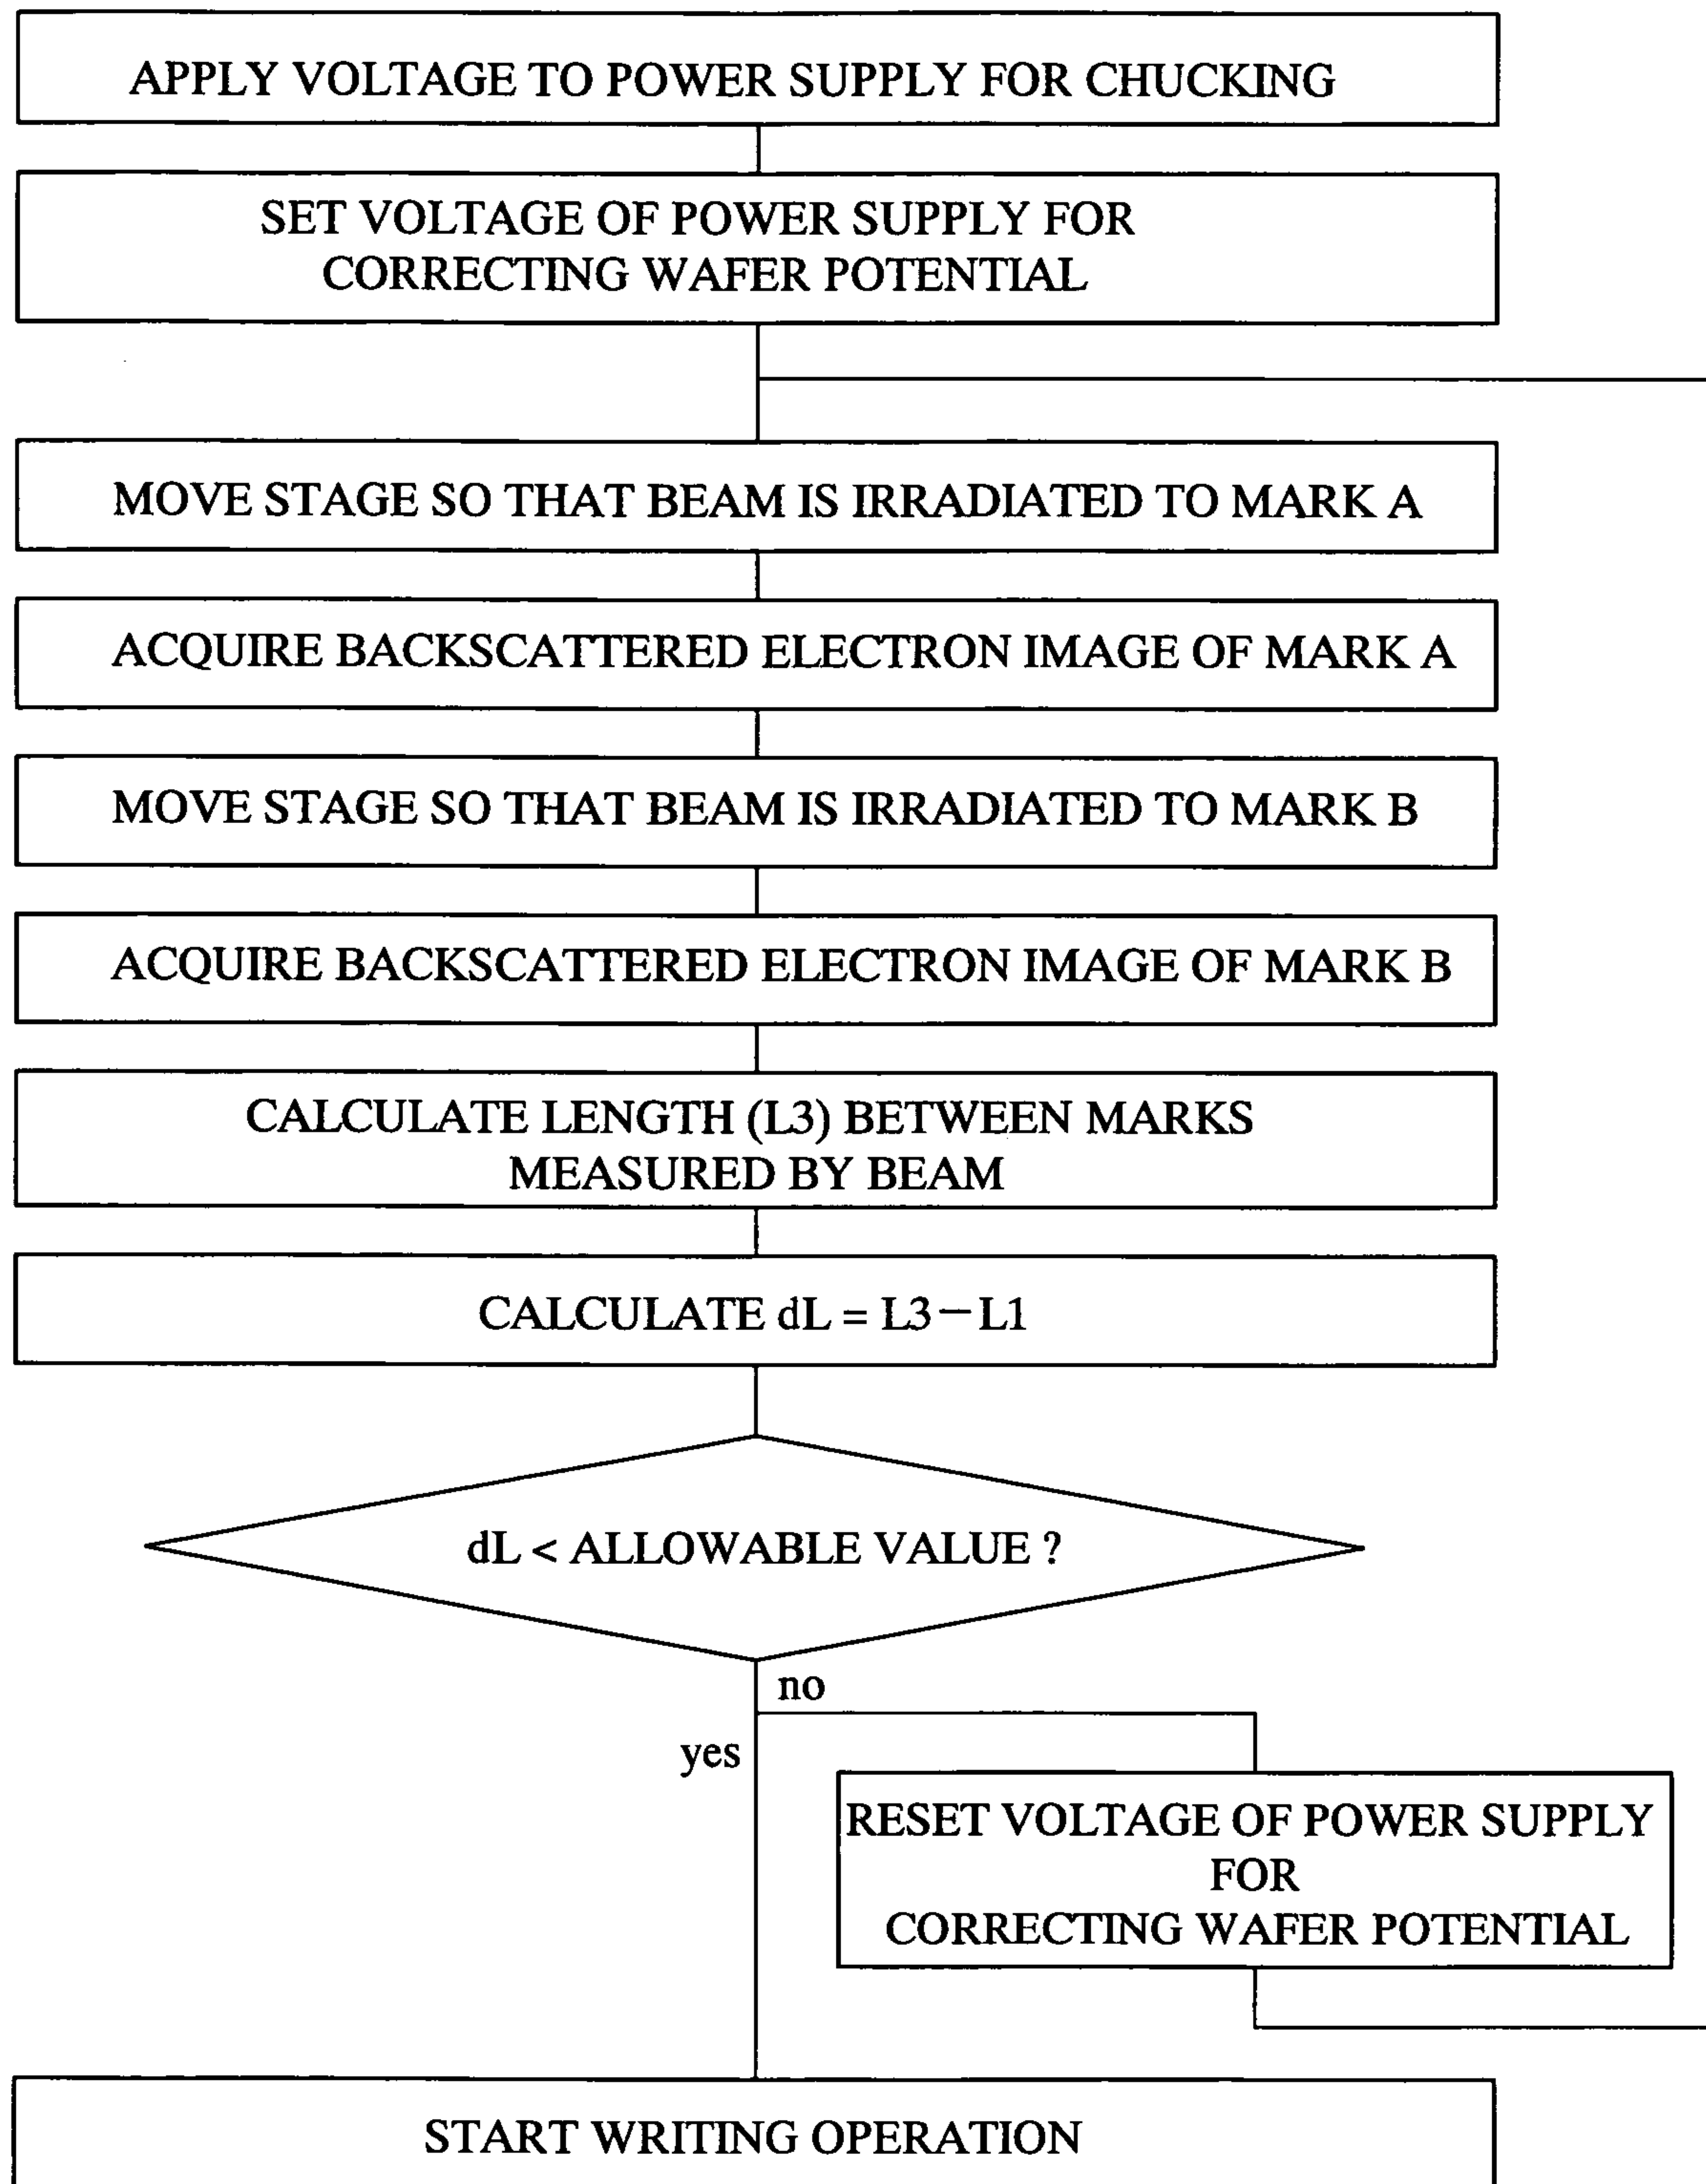 APPLY VOLTAGE TO POWER SUPPLY FOR CHUCKING
SET VOLTAGE OF POWER SUPPLY FOR
CORRECTING WAFER POTENTIAL
MOVE STAGE SO THAT BEAM IS IRRADIATED TO MARK A
ACQUIRE BACKSCATTERED ELECTRON IMAGE OF MARK A
MOVE STAGE SO THAT BEAM IS IRRADIATED TO MARK B
ACQUIRE BACKSCATTERED ELECTRON IMAGE OF MARK B
CALCULATE LENGTH (L3) BETWEEN MARKS
MEASURED BY BEAM
CALCULATE dL = L3－L1
dL < ALLOWABLE VALUE ?
no
yes
RESET VOLTAGE OF POWER SUPPLY
FOR
CORRECTING WAFER POTENTIAL
START WRITING OPERATION